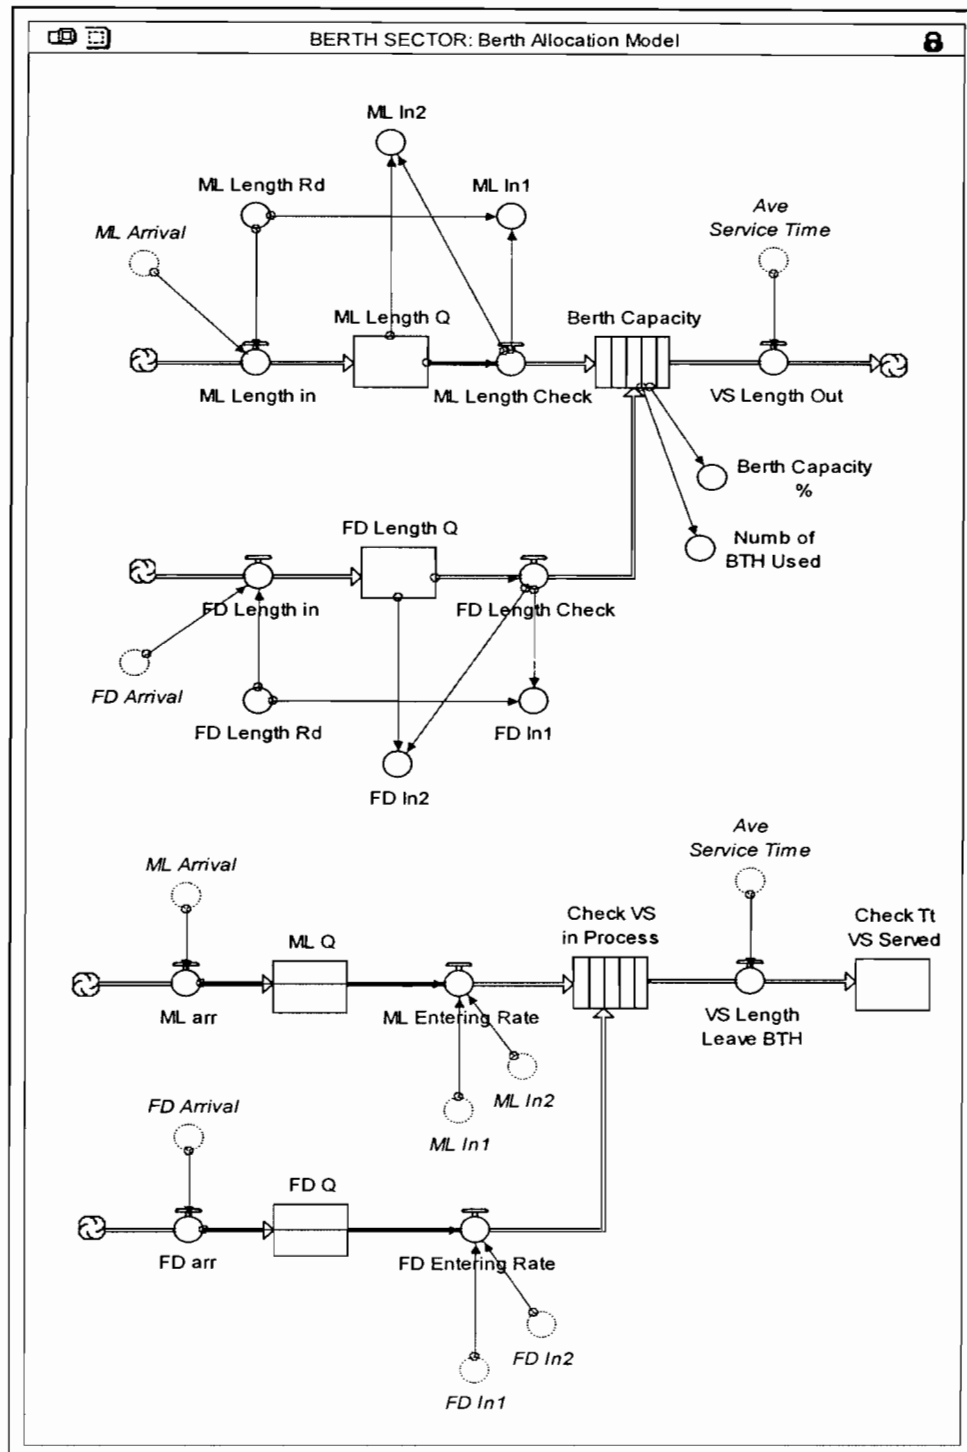 BERTH SECTOR: Berth Allocation Model
8
ML In2
ML Length Rd
ML In1
ML Arrival
Ave
Service Time
ML Length Q
Berth Capacity
ML Length in
ML Length Check
VS Length Out
Berth Capacity
%
FD Length Q
Numb of
BTH Used
FD Length in
FD Length Check
FD Arrival
FD Length Rd
FD In1
FD In2
Ave
Service Time
ML Arrival
Check VS
in Process
Check Tt
VS Served
ML Q
ML arr
ML Entering Rate
VS Length
Leave BTH
ML In2
ML In1
FD Arrival
FD Q
FD arr
FD Entering Rate
FD In2
FD In1